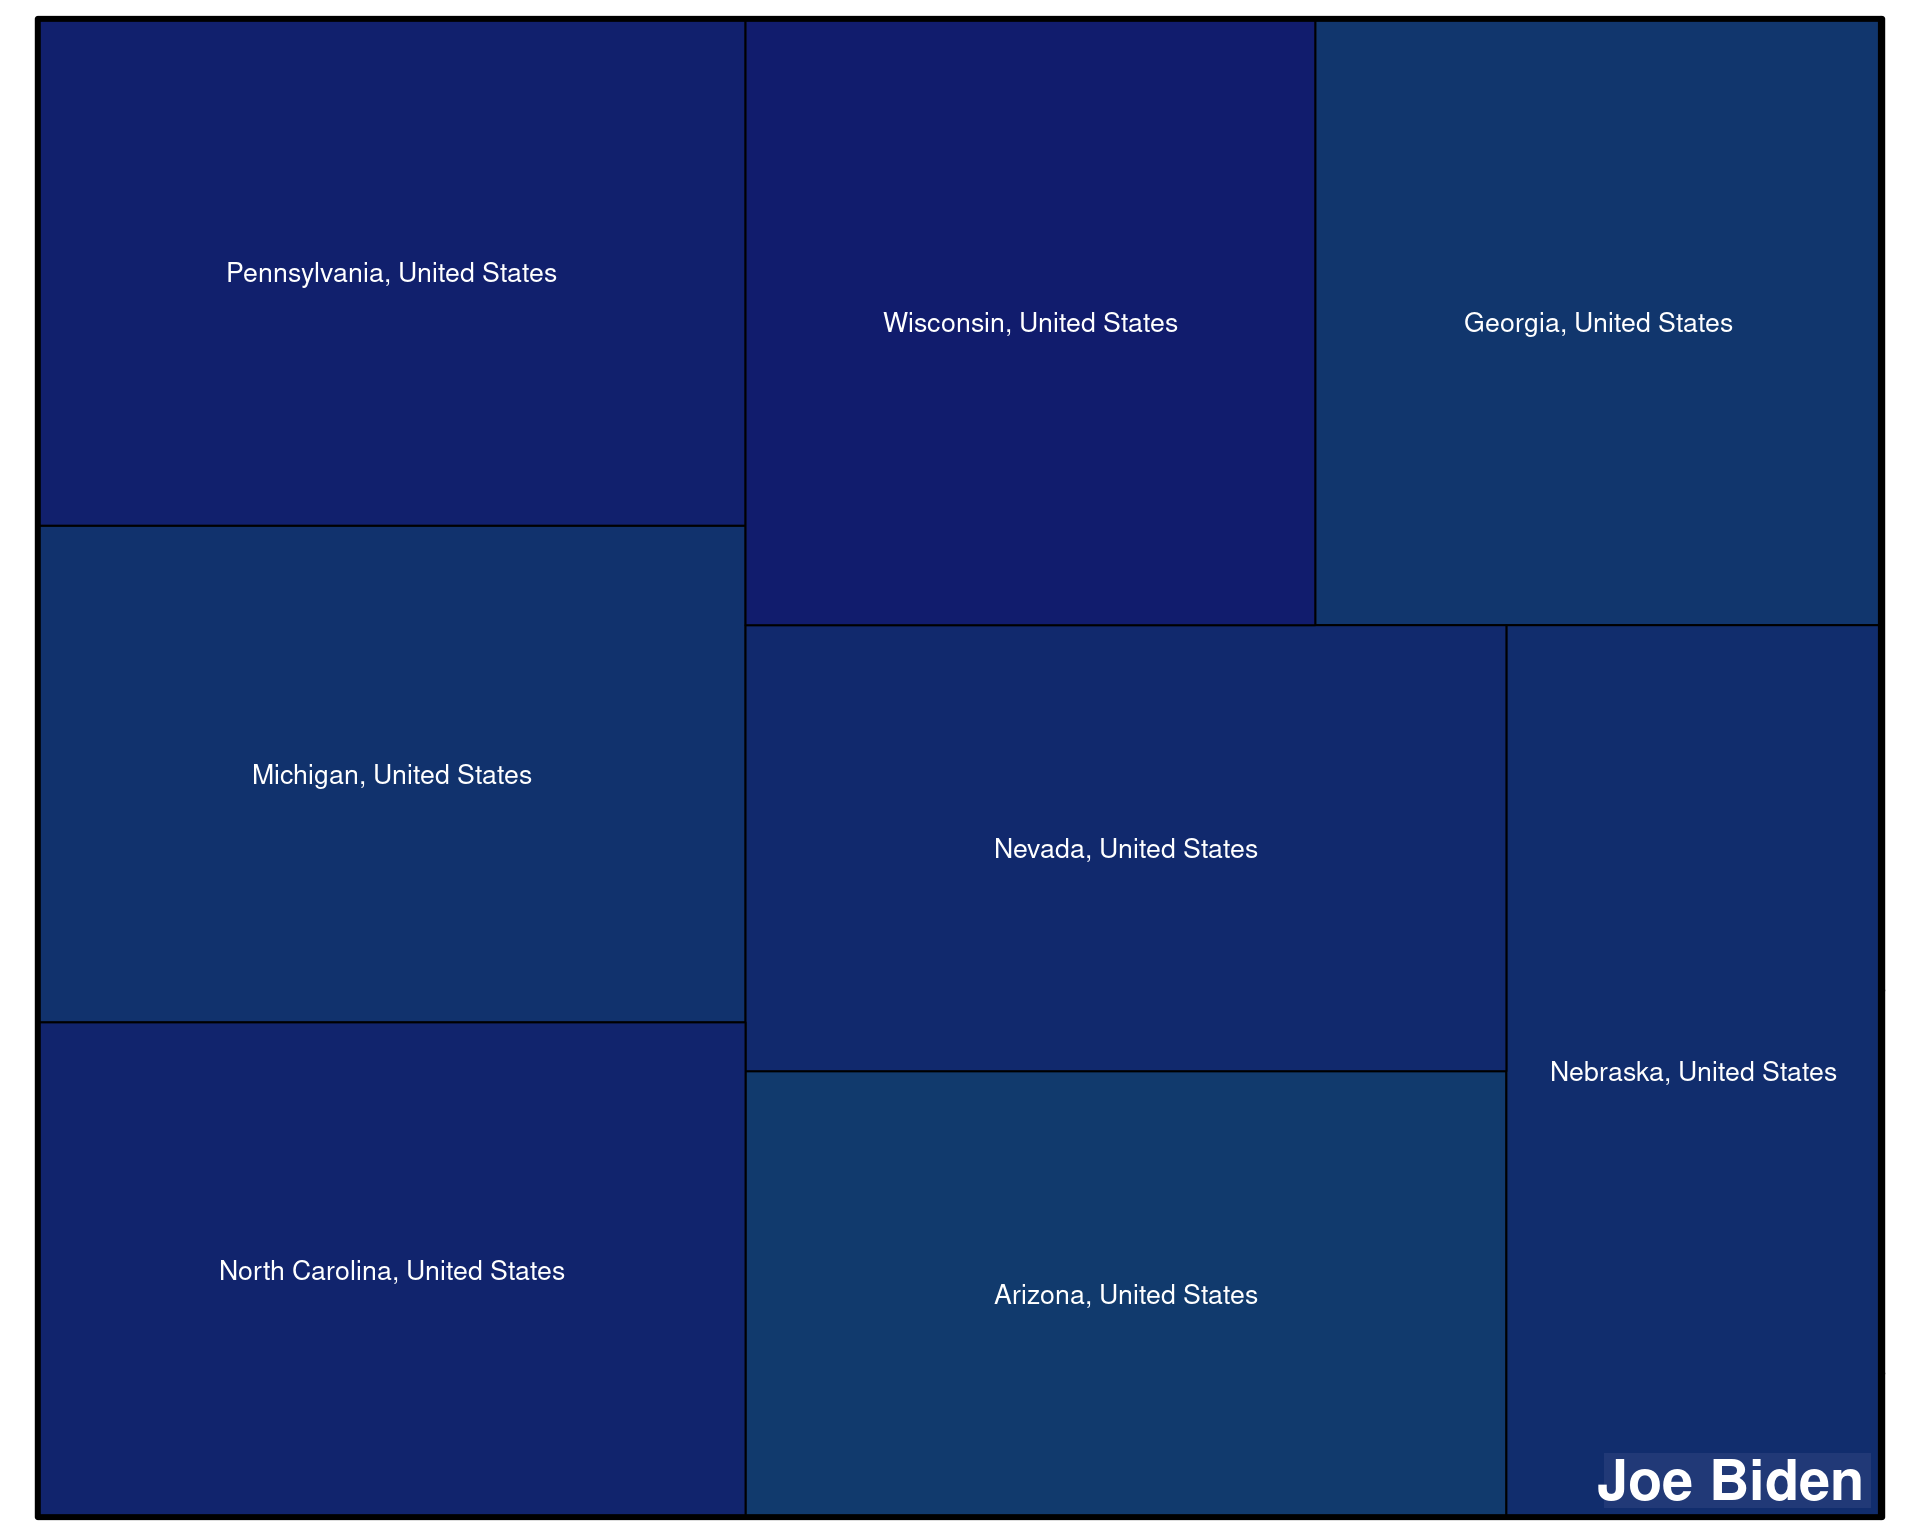 Pennsylvania, United States
Wisconsin, United States
Georgia, United States
Michigan, United States
Nevada, United States
Nebraska, United States
North Carolina, United States
Arizona, United States
Joe Biden